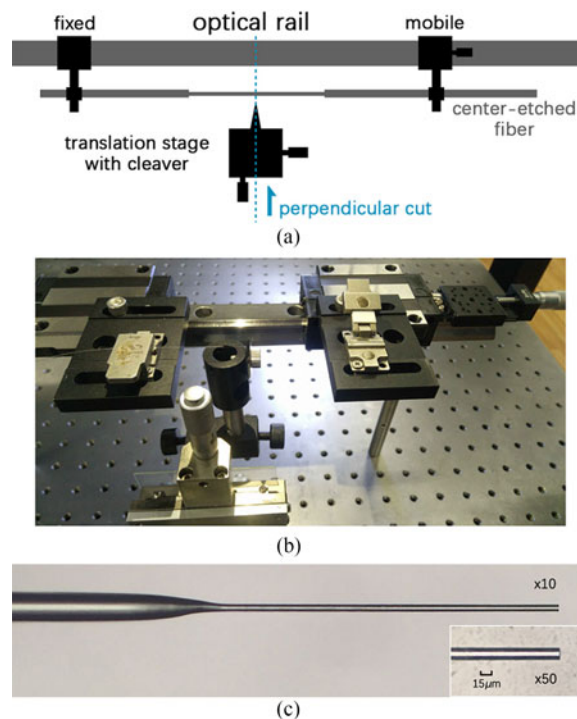 fixed
optical rail
mobile
center-etched
fiber
translation stage
with cleaver
perpendicular cut
(a)
(b)
x10
15μm
x50
(c)